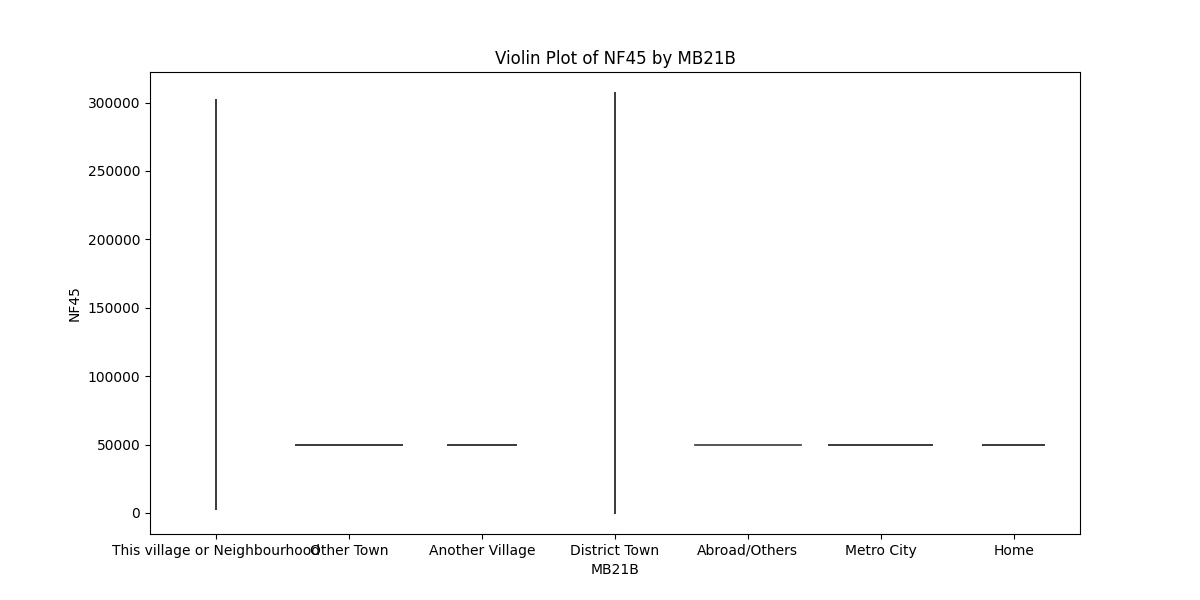 Violin Plot of NF45 by MB21B
300000
250000
200000
150000
100000
50000
0
NF45
This village or Neighbourhood
Other Town
Another Village
District Town
Abroad/Others
Metro City
Home
MB21B